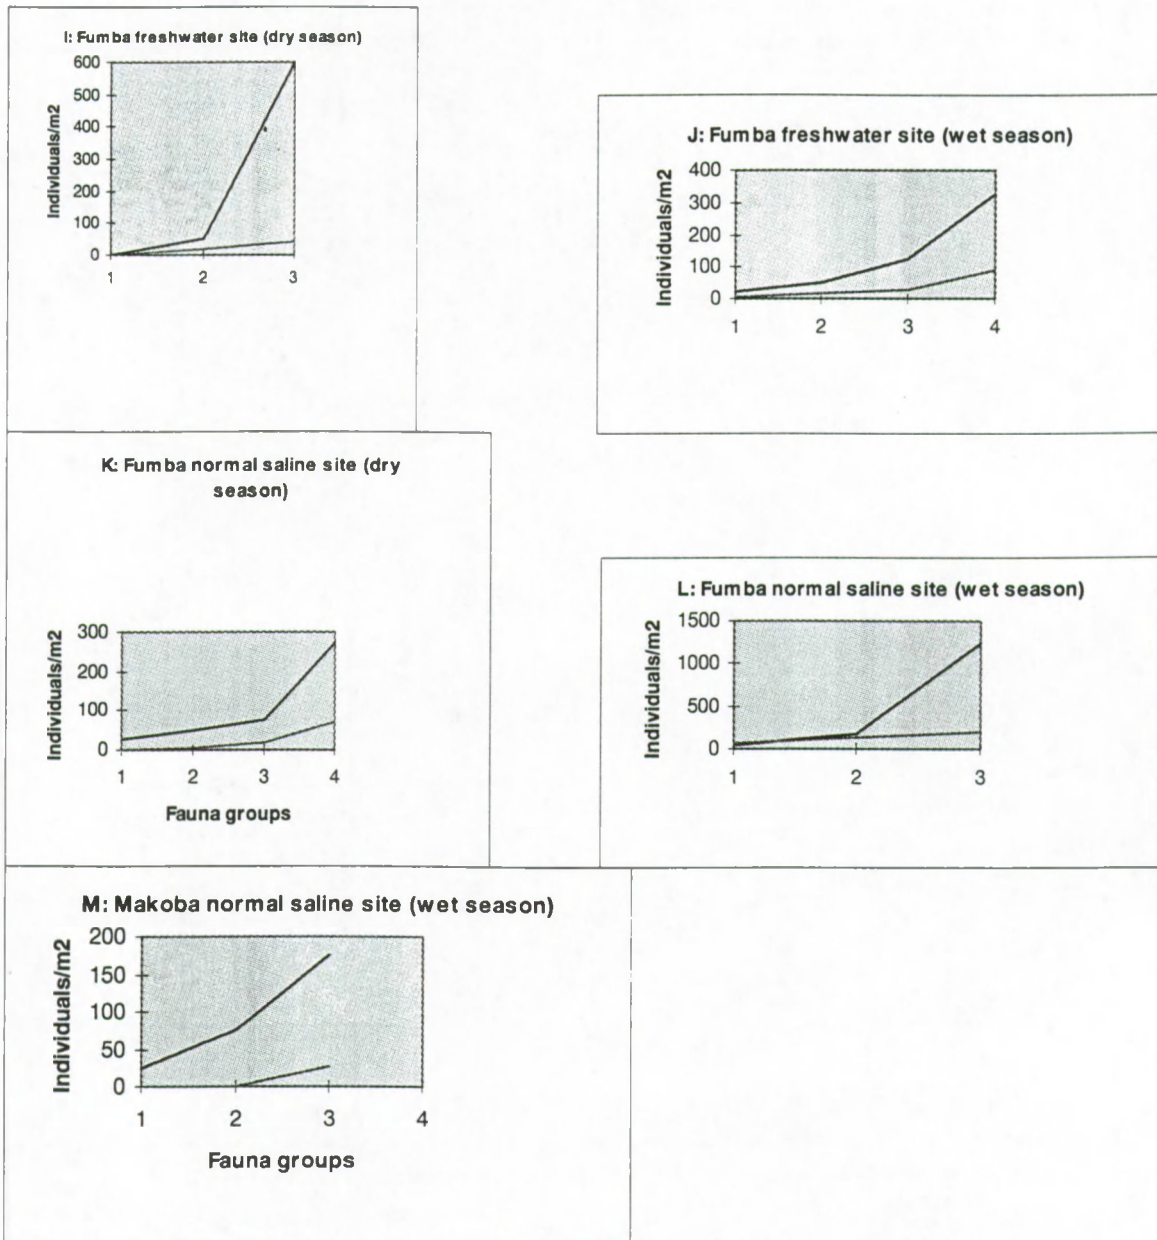 I: Fumba freshwater site (dry season)
600
500
400
300
200
100
0
Individuals/m2
1 2 3
J: Fumba freshwater site (wet season)
400
300
200
100
0
Individuals/m2
1 2 3 4
K: Fumba normal saline site (dry
season)
300
200
100
0
Individuals/m2
1 2 3 4
Fauna groups
L: Fumba normal saline site (wet season)
1500
1000
500
0
Individuals/m2
1 2 3
M: Makoba normal saline site (wet season)
200
150
100
50
0
Individuals/m2
1 2 3 4
Fauna groups